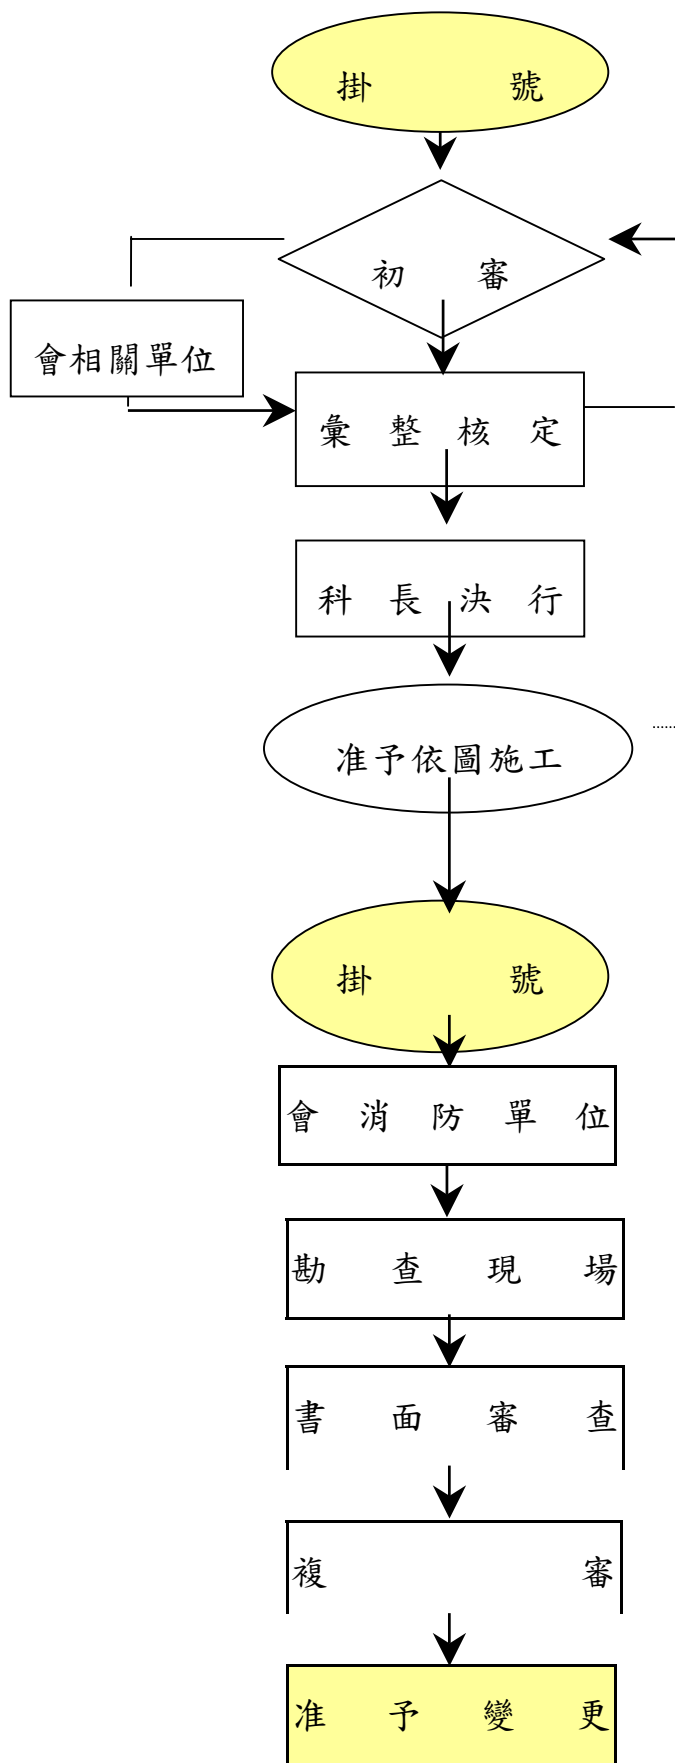 掛 號
初 審
會相關單位
彙 整 核 定
科 長 決 行
准予依圖施工
掛 號
會 消 防 單 位
勘 查 現 場
書 面 審 查
複 審
准 予 變 更